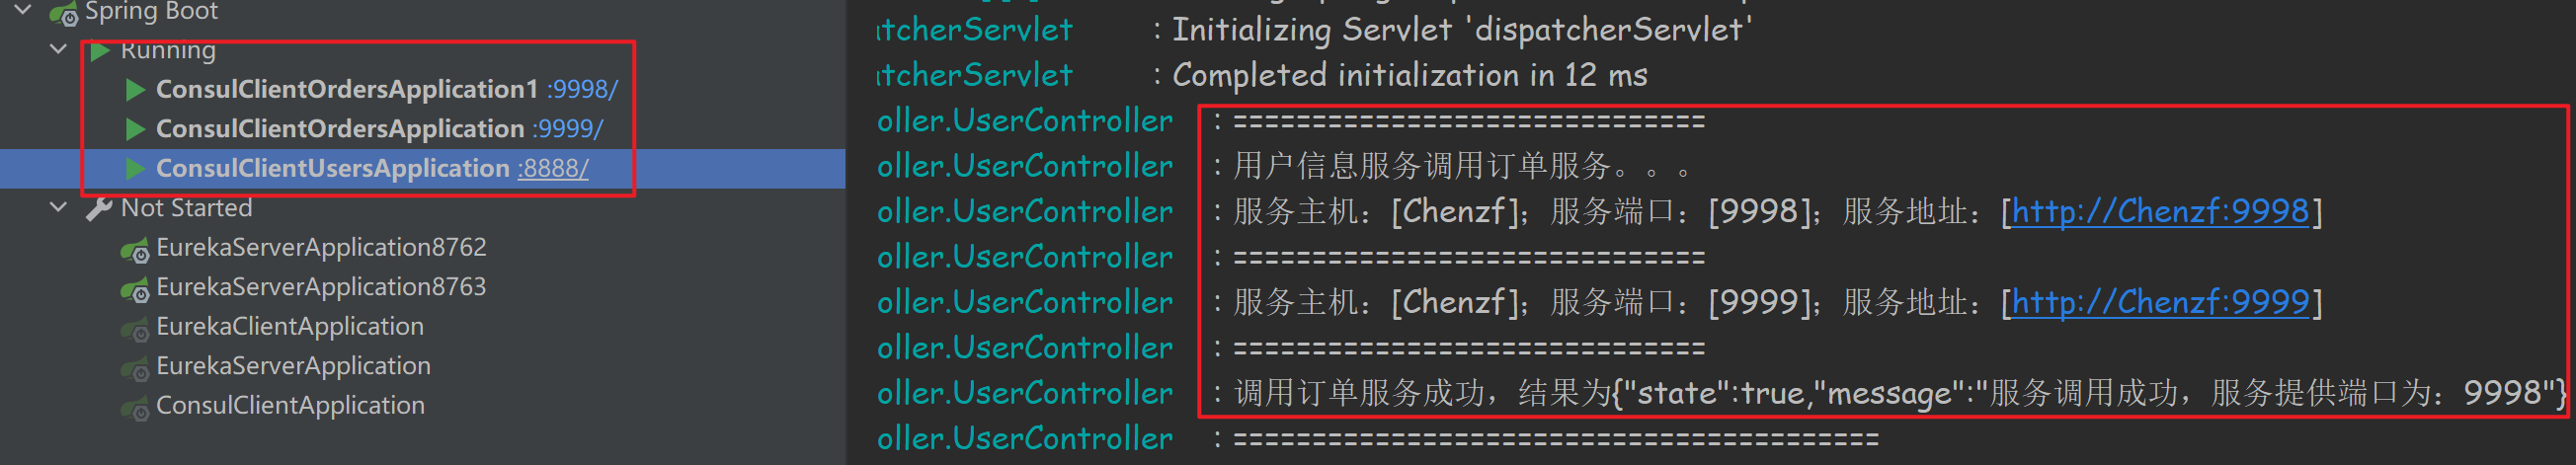 Spring Boot
Running
ConsulClientOrdersApplication1 :9998/
ConsulClientOrdersApplication :9999/
ConsulClientUsersApplication :8888/
Not Started
EurekaServerApplication8762
EurekaServerApplication8763
EurekaClientApplication
EurekaServerApplication
ConsulClientApplication
atcherServlet : Initializing Servlet 'dispatcherServlet'
atcherServlet : Completed initialization in 12 ms
oller.UserController : ==============================
oller.UserController : 用户信息服务调用订单服务。。。
oller.UserController : 服务主机：[Chenzf]；服务端口：[9998]；服务地址：[http://Chenzf:9998]
oller.UserController : ==============================
oller.UserController : 服务主机：[Chenzf]；服务端口：[9999]；服务地址：[http://Chenzf:9999]
oller.UserController : ==============================
oller.UserController : 调用订单服务成功，结果为{"state":true,"message":"服务调用成功，服务提供端口为：9998"}
oller.UserController : =========================================